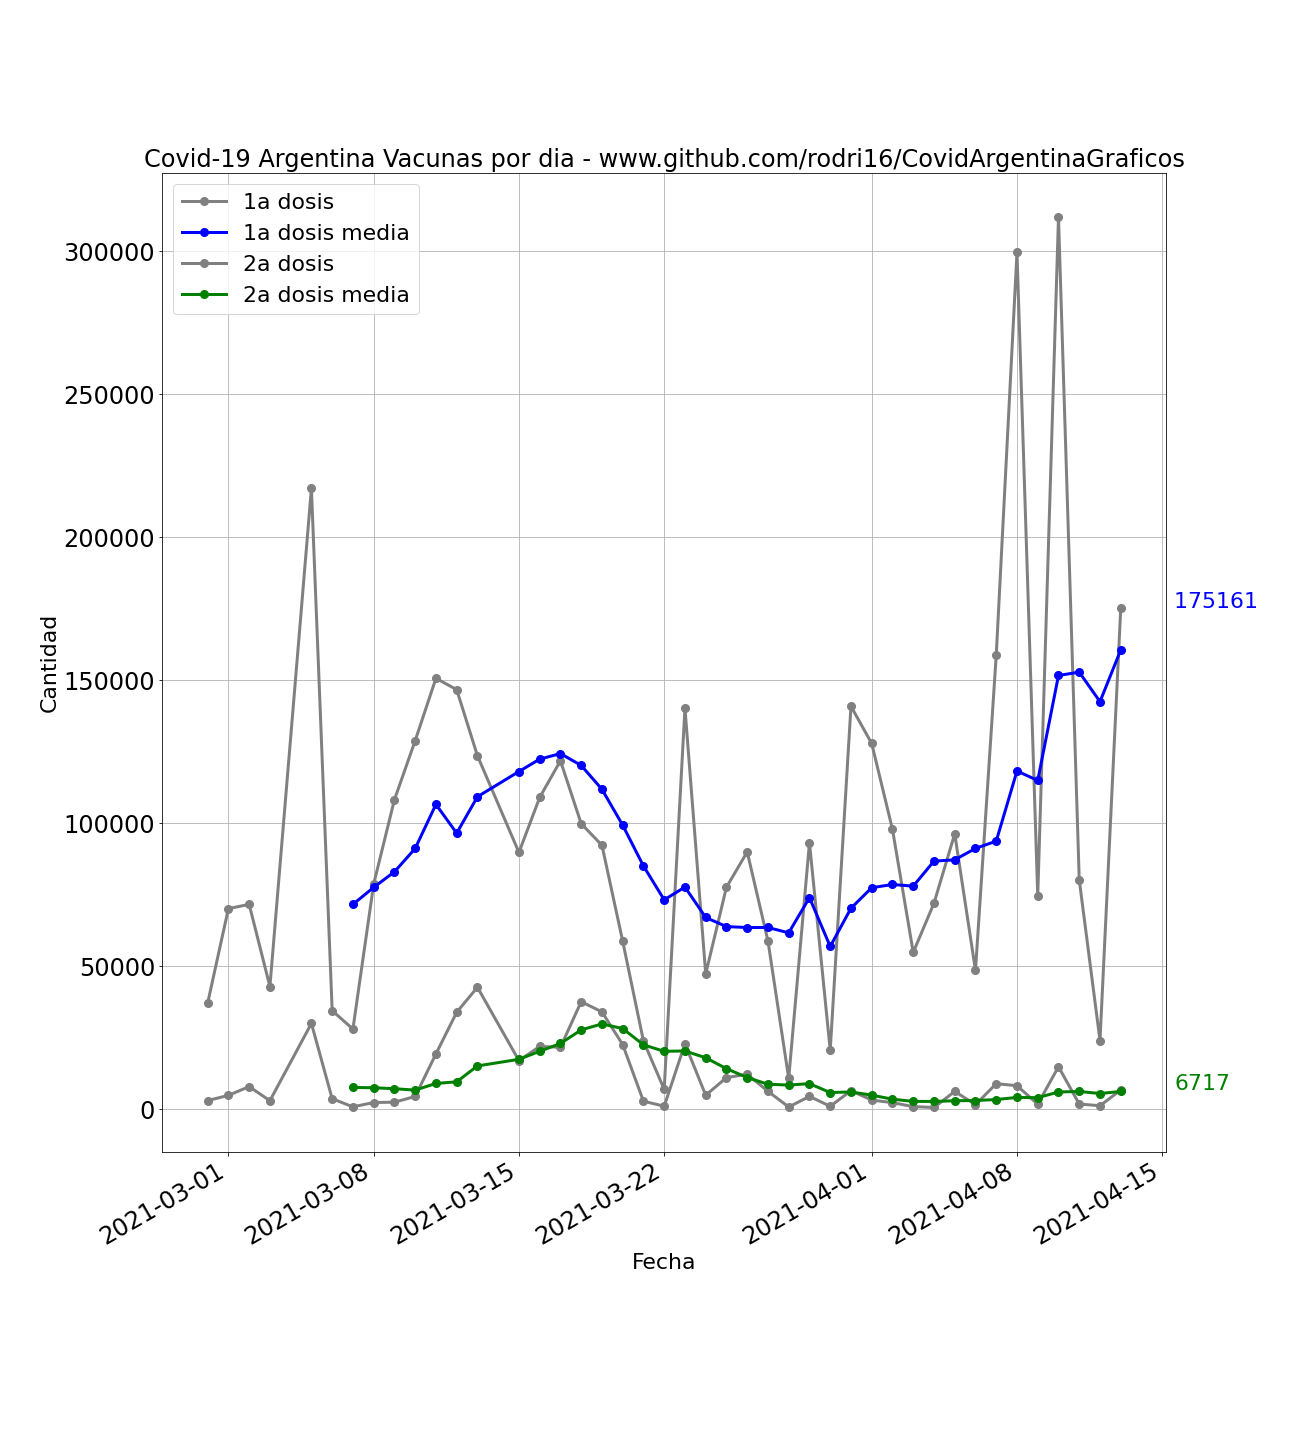 Covid-19 Argentina Vacunas por dia - www.github.com/rodri16/CovidArgentinaGraficos
1a dosis
1a dosis media
2a dosis
2a dosis media
300000
250000
200000
150000
100000
50000
0
Cantidad
175161
6717
2021-03-01
2021-03-08
2021-03-15
2021-03-22
2021-04-01
2021-04-08
2021-04-15
Fecha